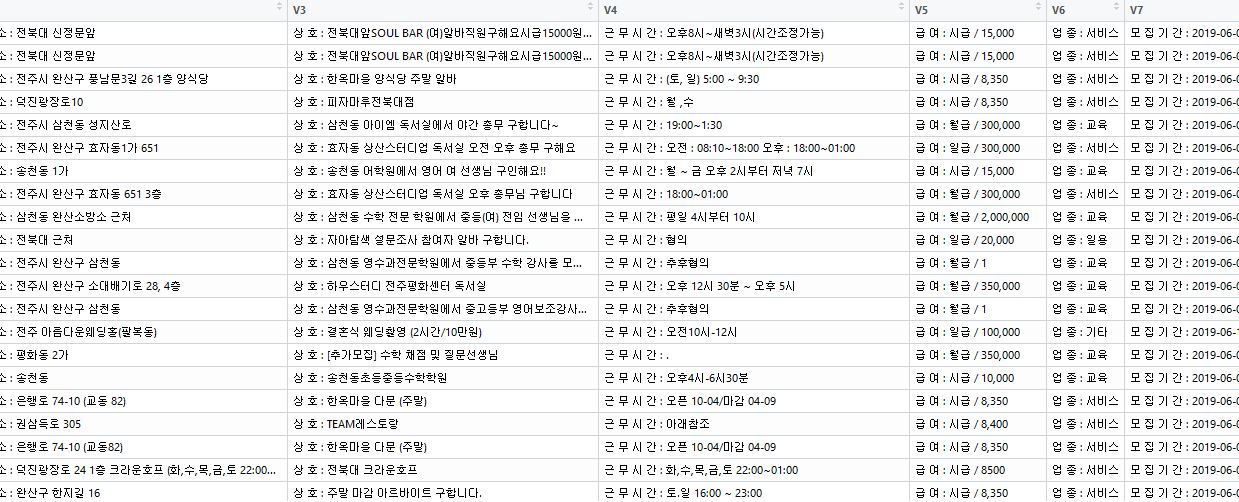 V3 V4 V5 V6 V7
소 : 전북대 신정문앞 상 호 : 전북대앞SOUL BAR (여)알바직원구해요시급15000원... 근 무 시 간 : 오후8시~새벽3시(시간조정가능) 급 여 : 시급 / 15,000 업 종 : 서비스 모 집 기 간 : 2019-06-0
소 : 전북대 신정문앞 상 호 : 전북대앞SOUL BAR (여)알바직원구해요시급15000원... 근 무 시 간 : 오후8시~새벽3시(시간조정가능) 급 여 : 시급 / 15,000 업 종 : 서비스 모 집 기 간 : 2019-06-0
소 : 전주시 완산구 풍남문3길 26 1층 양식당 상 호 : 한옥마을 양식당 주말 알바 근 무 시 간 : (토, 일) 5:00 ~ 9:30 급 여 : 시급 / 8,350 업 종 : 서비스 모 집 기 간 : 2019-06-0
소 : 덕진광장로10 상 호 : 피자마루전북대점 근 무 시 간 : 월 ,수 급 여 : 시급 / 8,350 업 종 : 서비스 모 집 기 간 : 2019-06-0
소 : 전주시 삼천동 성지산로 상 호 : 삼천동 아이엠 독서실에서 야간 총무 구합니다~ 근 무 시 간 : 19:00~1:30 급 여 : 월급 / 300,000 업 종 : 교육 모 집 기 간 : 2019-06-0
소 : 전주시 완산구 효자동1가 651 상 호 : 효자동 상산스터디업 독서실 오전 오후 총무 구해요 근 무 시 간 : 오전 : 08:10~18:00 오후 : 18:00~01:00 급 여 : 일급 / 300,000 업 종 : 서비스 모 집 기 간 : 2019-06-0
소 : 송천동 1가 상 호 : 송천동 어학원에서 영어 여 선생님 구인해요!! 근 무 시 간 : 월 ~ 금 오후 2시부터 저녁 7시 급 여 : 시급 / 15,000 업 종 : 교육 모 집 기 간 : 2019-06-0
소 : 전주시 완산구 효자동 651 3층 상 호 : 효자동 상산스터디업 독서실 오후 총무님 구합니다 근 무 시 간 : 18:00~01:00 급 여 : 월급 / 300,000 업 종 : 서비스 모 집 기 간 : 2019-06-0
소 : 삼천동 완산소방소 근처 상 호 : 삼천동 수학 전문 학원에서 중등(여) 전임 선생님을 ... 근 무 시 간 : 평일 4시부터 10시 급 여 : 월급 / 2,000,000 업 종 : 교육 모 집 기 간 : 2019-06-0
소 : 전북대 근처 상 호 : 자아탐색 설문조사 참여자 알바 구합니다. 근 무 시 간 : 협의 급 여 : 일급 / 20,000 업 종 : 일용 모 집 기 간 : 2019-06-0
소 : 전주시 완산구 삼천동 상 호 : 삼천동 영수과전문학원에서 중등부 수학 강사를 모... 근 무 시 간 : 추후협의 급 여 : 월급 / 1 업 종 : 교육 모 집 기 간 : 2019-06-0
소 : 전주시 완산구 소대배기로 28, 4층 상 호 : 하우스터디 전주평화센터 독서실 근 무 시 간 : 오후 12시 30분 ~ 오후 5시 급 여 : 월급 / 350,000 업 종 : 교육 모 집 기 간 : 2019-06-0
소 : 전주시 완산구 삼천동 상 호 : 삼천동 영수과전문학원에서 중고등부 영어보조강사... 근 무 시 간 : 추후협의 급 여 : 월급 / 1 업 종 : 교육 모 집 기 간 : 2019-06-0
소 : 전주 아름다운웨딩홀(팔복동) 상 호 : 결혼식 웨딩촬영 (2시간/10만원) 근 무 시 간 : 오전10시-12시 급 여 : 일급 / 100,000 업 종 : 기타 모 집 기 간 : 2019-06-1
소 : 평화동 2가 상 호 : [추가모집] 수학 채점 및 질문선생님 근 무 시 간 : . 급 여 : 월급 / 350,000 업 종 : 교육 모 집 기 간 : 2019-06-0
소 : 송천동 상 호 : 송천동초등중등수학학원 근 무 시 간 : 오후4시-6시30분 급 여 : 시급 / 10,000 업 종 : 교육 모 집 기 간 : 2019-06-0
소 : 은행로 74-10 (교동 82) 상 호 : 한옥마을 다문 (주말) 근 무 시 간 : 오픈 10-04/마감 04-09 급 여 : 시급 / 8,350 업 종 : 서비스 모 집 기 간 : 2019-06-0
소 : 권삼득로 305 상 호 : TEAM레스토랑 근 무 시 간 : 아래참조 급 여 : 시급 / 8,400 업 종 : 서비스 모 집 기 간 : 2019-06-0
소 : 은행로 74-10 (교동82) 상 호 : 한옥마을 다문 (주말) 근 무 시 간 : 오픈 10-04/마감 04-09 급 여 : 시급 / 8,350 업 종 : 서비스 모 집 기 간 : 2019-06-0
소 : 덕진광장로 24 1층 크라운호프 (화,수,목,금,토 22:00... 상 호 : 전북대 크라운호프 근 무 시 간 : 화,수,목,금,토 22:00~01:00 급 여 : 시급 / 8500 업 종 : 서비스 모 집 기 간 : 2019-06-0
소 : 완산구 한지길 16 상 호 : 주말 마감 아르바이트 구합니다. 근 무 시 간 : 토.일 16:00 ~ 23:00 급 여 : 시급 / 8,350 업 종 : 서비스 모 집 기 간 : 2019-06-0